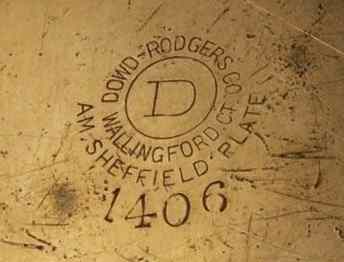 DOWD-RODGERS CO.
D
WALLINGFORD, CT.
AM. SHEFFIELD PLATE
1406